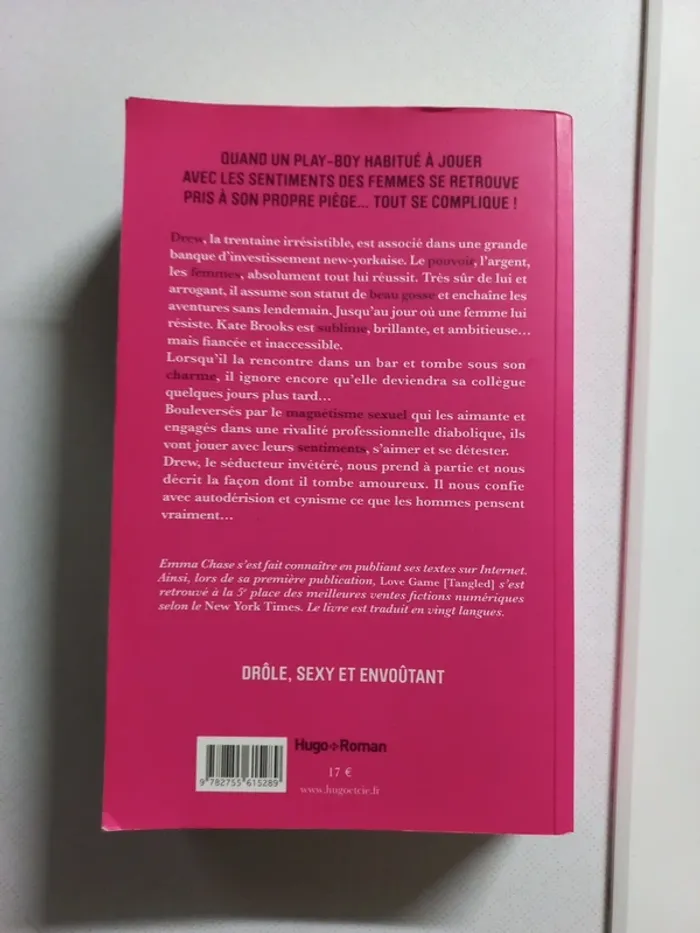 QUAND UN PLAY-BOY HABITUÉ À JOUER
AVEC LES SENTIMENTS DES FEMMES SE RETROUVE
PRIS À SON PROPRE PIÈGE... TOUT SE COMPLIQUE !
Drew, la trentaine irrésistible, est associé dans une grande
banque d'investissement new-yorkaise. Le pouvoir, l'argent,
les femmes, absolument tout lui réussit. Très sûr de lui et
arrogant, il assume son statut de beau gosse et enchaîne les
aventures sans lendemain. Jusqu'au jour où une femme lui
résiste. Kate Brooks est sublime, brillante, et ambitieuse...
mais fiancée et inaccessible.
Lorsqu'il la rencontre dans un bar et tombe sous son
charme, il ignore encore qu'elle deviendra sa collègue
quelques jours plus tard...
Bouleversés par le magnétisme sexuel qui les aimante et
engagés dans une rivalité professionnelle diabolique, ils
vont jouer avec leurs sentiments, s'aimer et se détester.
Drew, le séducteur invétéré, nous prend à partie et nous
décrit la façon dont il tombe amoureux. Il nous confie
avec autodérision et cynisme ce que les hommes pensent
vraiment...
Emma Chase s'est fait connaître en publiant ses textes sur Internet.
Ainsi, lors de sa première publication, Love Game [Tangled] s'est
retrouvé à la 5e place des meilleures ventes fictions numériques
selon le New York Times. Le livre est traduit en vingt langues.
DRÔLE, SEXY ET ENVOÛTANT
Hugo Roman
17 €
www.hugoetcie.fr
9 782755 615289